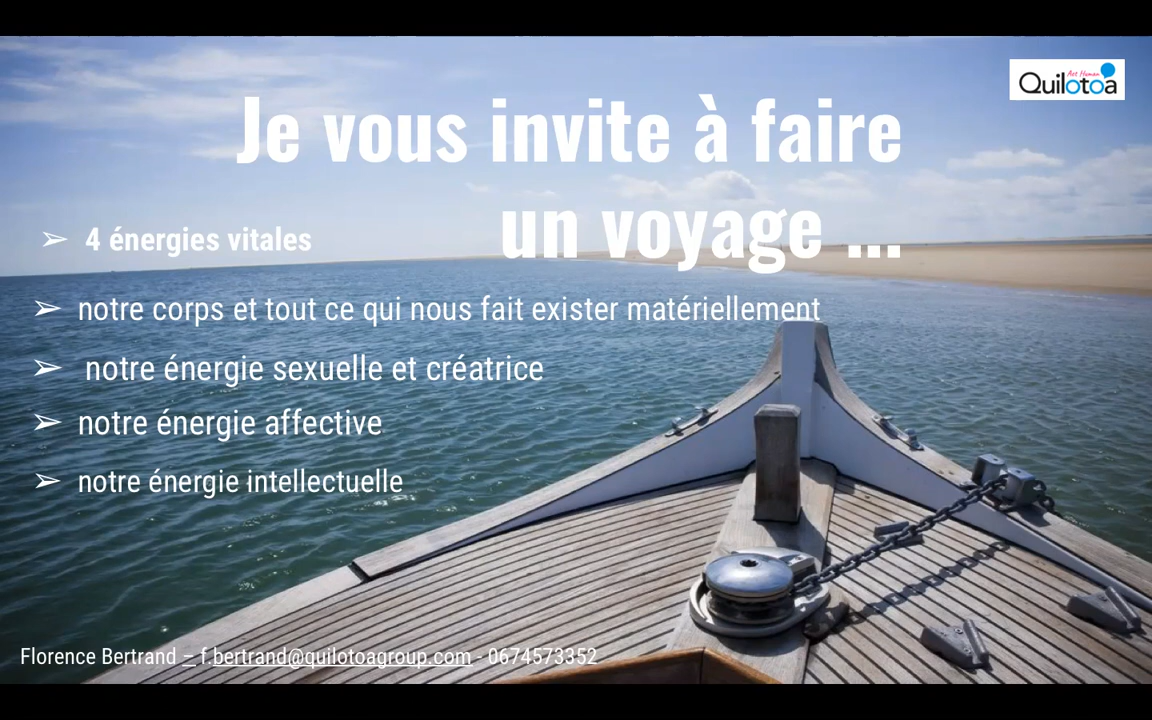 Art Human
Quilotoa
Je vous invite à faire
un voyage ...
➢ 4 énergies vitales
➢ notre corps et tout ce qui nous fait exister matériellement
➢ notre énergie sexuelle et créatrice
➢ notre énergie affective
➢ notre énergie intellectuelle
Florence Bertrand – f.bertrand@quilotoagroup.com - 0674573352